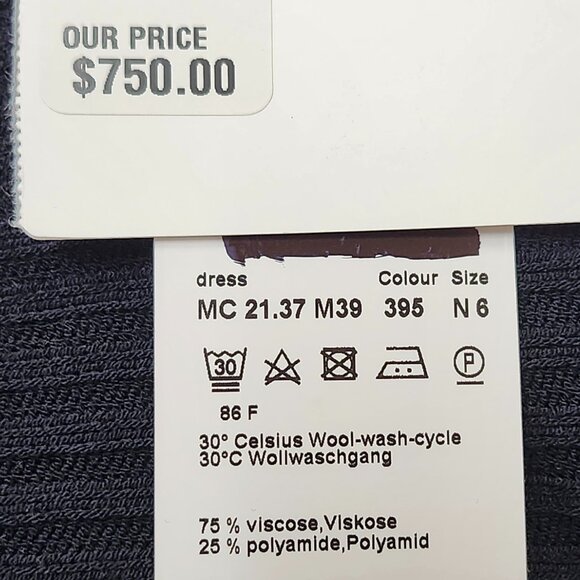 OUR PRICE
$750.00
dress Colour Size
MC 21.37 M39 395 N 6
30 P
86 F
30° Celsius Wool-wash-cycle
30°C Wollwaschgang
75 % viscose,Viskose
25 % polyamide,Polyamid